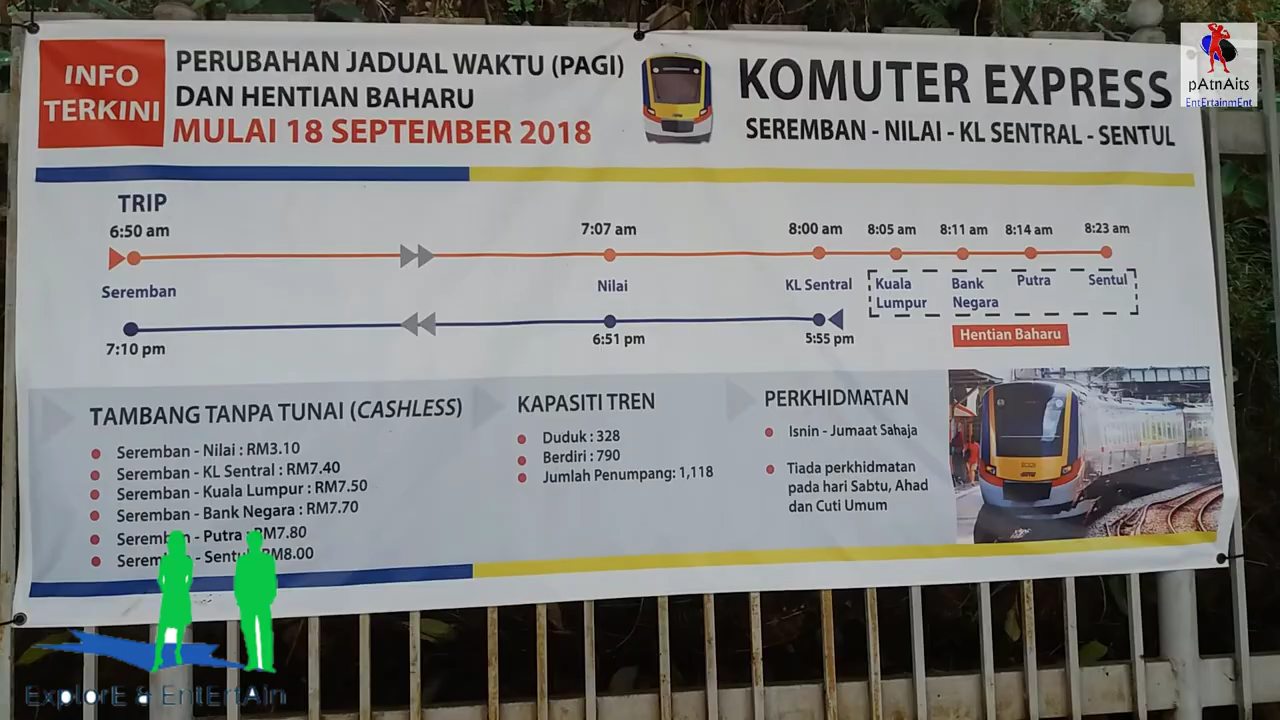 INFO
TERKINI
PERUBAHAN JADUAL WAKTU (PAGI)
DAN HENTIAN BAHARU
MULAI 18 SEPTEMBER 2018
KOMUTER EXPRESS
SEREMBAN - NILAI - KL SENTRAL - SENTUL
pAtnAits
EntErtainmEnt
TRIP
6:50 am 7:07 am 8:00 am 8:05 am 8:11 am 8:14 am 8:23 am
Seremban Nilai KL Sentral Kuala Lumpur Bank Negara Putra Sentul
7:10 pm 6:51 pm 5:55 pm
Hentian Baharu
TAMBANG TANPA TUNAI (CASHLESS)
Seremban - Nilai : RM3.10
Seremban - KL Sentral : RM7.40
Seremban - Kuala Lumpur : RM7.50
Seremban - Bank Negara : RM7.70
- Putra RM7.80
- RM8.00
KAPASITI TREN
Duduk : 328
Berdiri : 790
Jumlah Penumpang: 1,118
PERKHIDMATAN
Isnin - Jumaat Sahaja
Tiada perkhidmatan
pada hari Sabtu, Ahad
dan Cuti Umum
ExplorE & EntErtAin